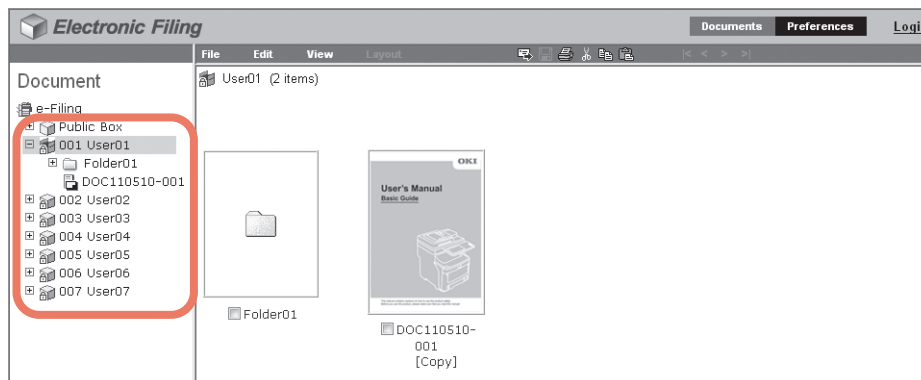 Electronic Filing
Documents Preferences Logi
File Edit View Layout |< < > >|
Document
User01 (2 items)
e-Filing
Public Box
001 User01
Folder01
DOC110510-001
002 User02
003 User03
004 User04
005 User05
006 User06
007 User07
OKI
User's Manual
Basic Guide
Folder01
DOC110510-
001
[Copy]